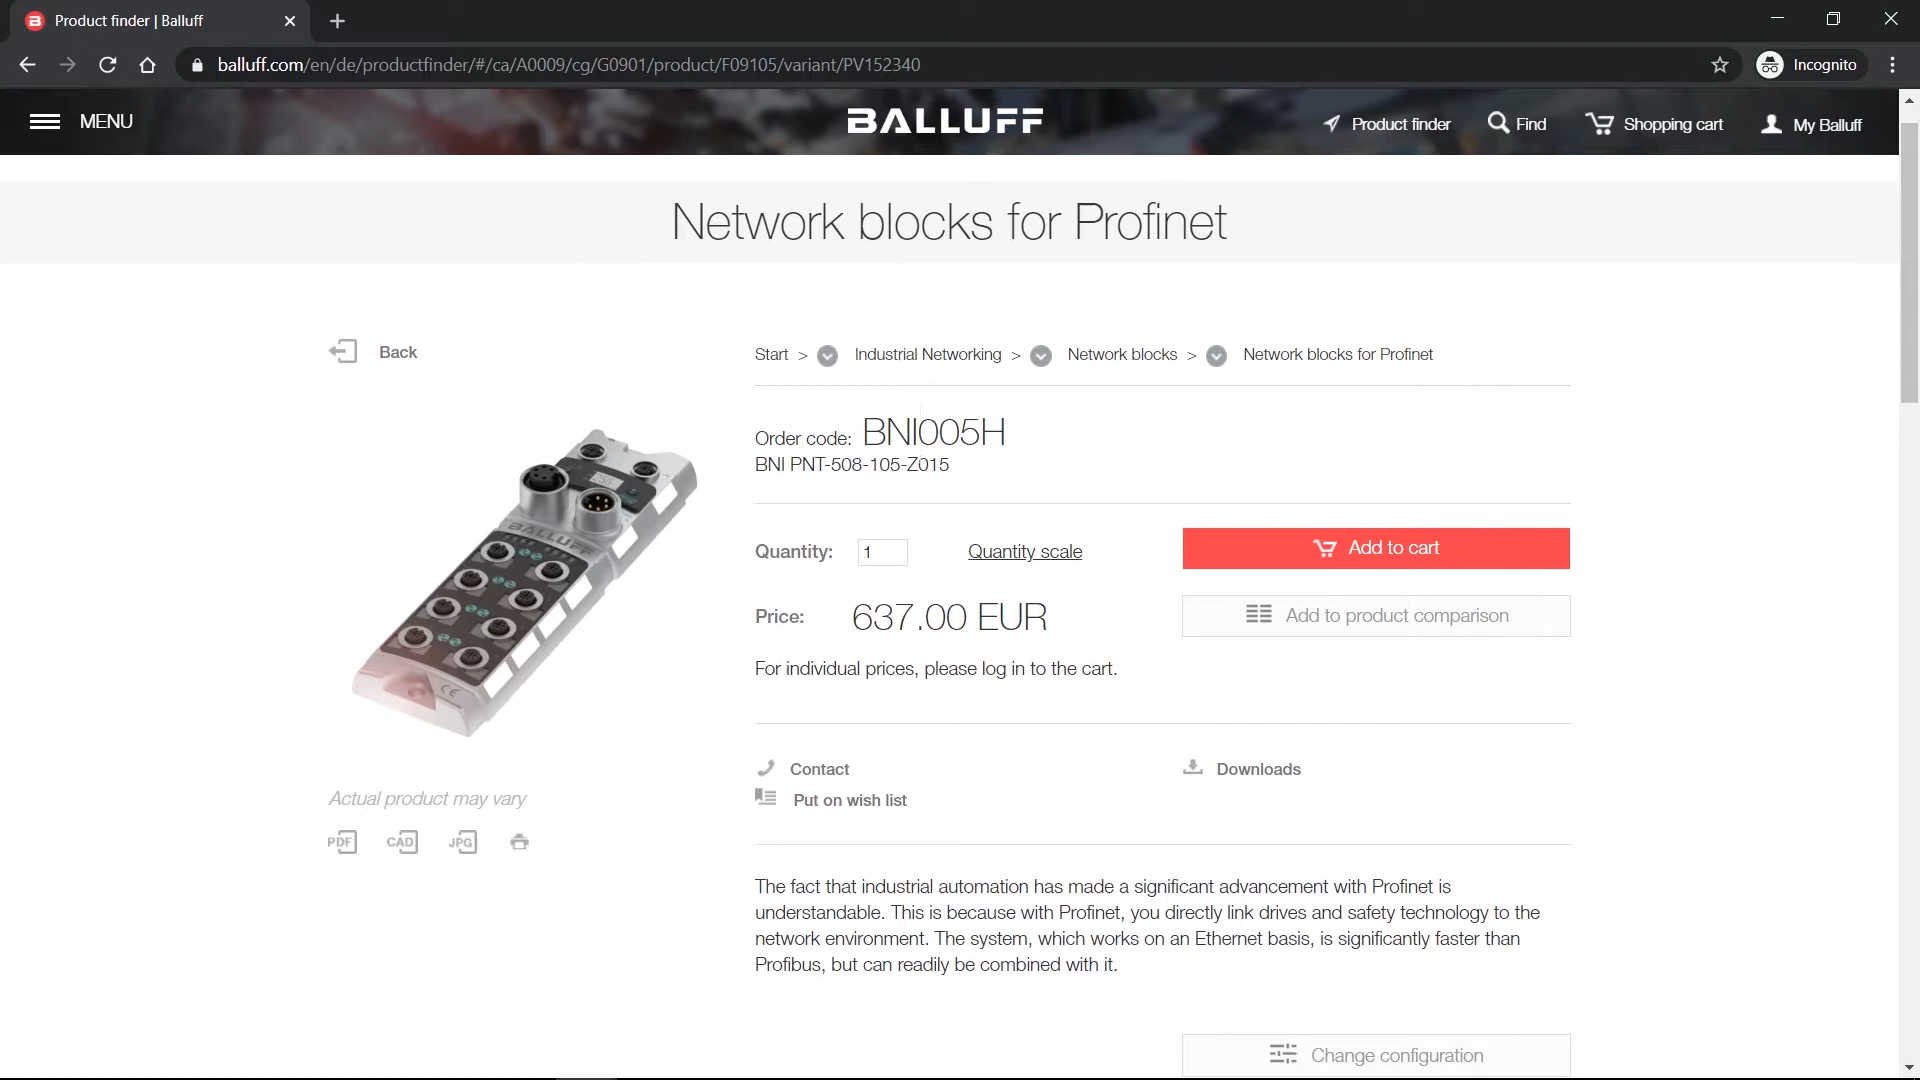 Product finder | Balluff
balluff.com/en/de/productfinder/#/ca/A0009/cg/G0901/product/F09105/variant/PV152340
Incognito
MENU
BALLUFF
Product finder
Find
Shopping cart
My Balluff
Network blocks for Profinet
Back
Start > Industrial Networking > Network blocks > Network blocks for Profinet
Order code: BNI005H
BNI PNT-508-105-Z015
BALLUFF
CE
Quantity: 1 Quantity scale
Add to cart
Price: 637.00 EUR
Add to product comparison
For individual prices, please log in to the cart.
Contact
Downloads
Put on wish list
Actual product may vary
PDF CAD JPG
The fact that industrial automation has made a significant advancement with Profinet is
understandable. This is because with Profinet, you directly link drives and safety technology to the
network environment. The system, which works on an Ethernet basis, is significantly faster than
Profibus, but can readily be combined with it.
Change configuration